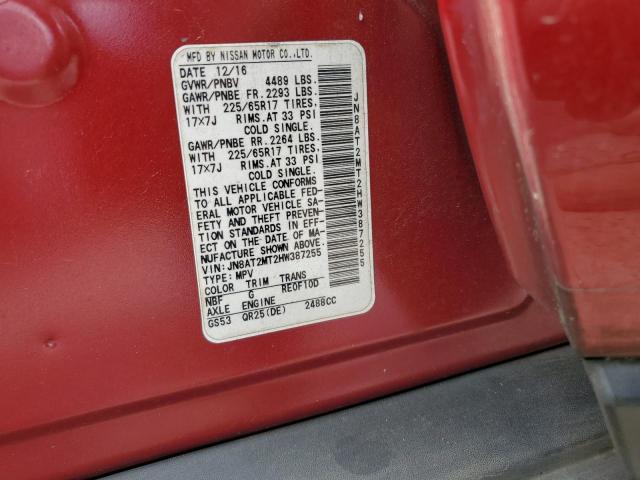 MFD BY NISSAN MOTOR CO.,LTD.
DATE 12/16
GVWR/PNBV 4489 LBS.
GAWR/PNBE FR. 2293 LBS.
WITH 225/65R17 TIRES,
17X7J RIMS.AT 33 PSI
COLD SINGLE.
GAWR/PNBE RR. 2264 LBS.
WITH 225/65R17 TIRES,
17X7J RIMS.AT 33 PSI
COLD SINGLE.
THIS VEHICLE CONFORMS
TO ALL APPLICABLE FED-
ERAL MOTOR VEHICLE SA-
FETY AND THEFT PREVEN-
TION STANDARDS IN EFF-
ECT ON THE DATE OF MA-
NUFACTURE SHOWN ABOVE.
VIN: JN8AT2MT2HW387255
TYPE: MPV
COLOR TRIM TRANS
NBF G RE0F10D
AXLE ENGINE
GS53 QR25(DE) 2488CC
JN8AT2MT2HW387255